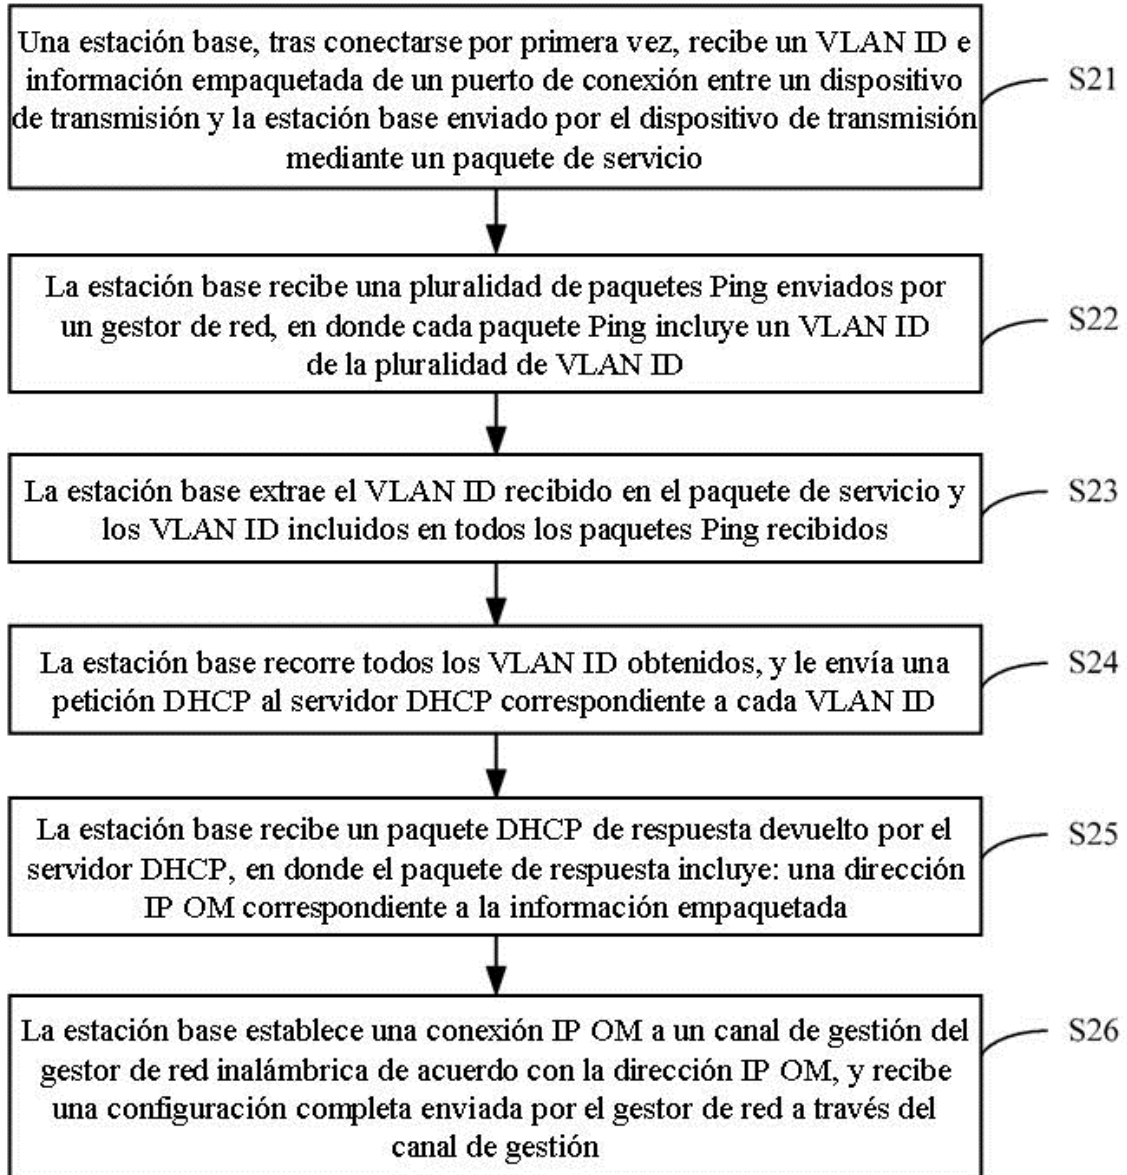 Una estación base, tras conectarse por primera vez, recibe un VLAN ID e
información empaquetada de un puerto de conexión entre un dispositivo
de transmisión y la estación base enviado por el dispositivo de transmisión
mediante un paquete de servicio
S21
La estación base recibe una pluralidad de paquetes Ping enviados por
un gestor de red, en donde cada paquete Ping incluye un VLAN ID
de la pluralidad de VLAN ID
S22
La estación base extrae el VLAN ID recibido en el paquete de servicio y
los VLAN ID incluidos en todos los paquetes Ping recibidos
S23
La estación base recorre todos los VLAN ID obtenidos, y le envía una
petición DHCP al servidor DHCP correspondiente a cada VLAN ID
S24
La estación base recibe un paquete DHCP de respuesta devuelto por el
servidor DHCP, en donde el paquete de respuesta incluye: una dirección
IP OM correspondiente a la información empaquetada
S25
La estación base establece una conexión IP OM a un canal de gestión del
gestor de red inalámbrica de acuerdo con la dirección IP OM, y recibe
una configuración completa enviada por el gestor de red a través del
canal de gestión
S26